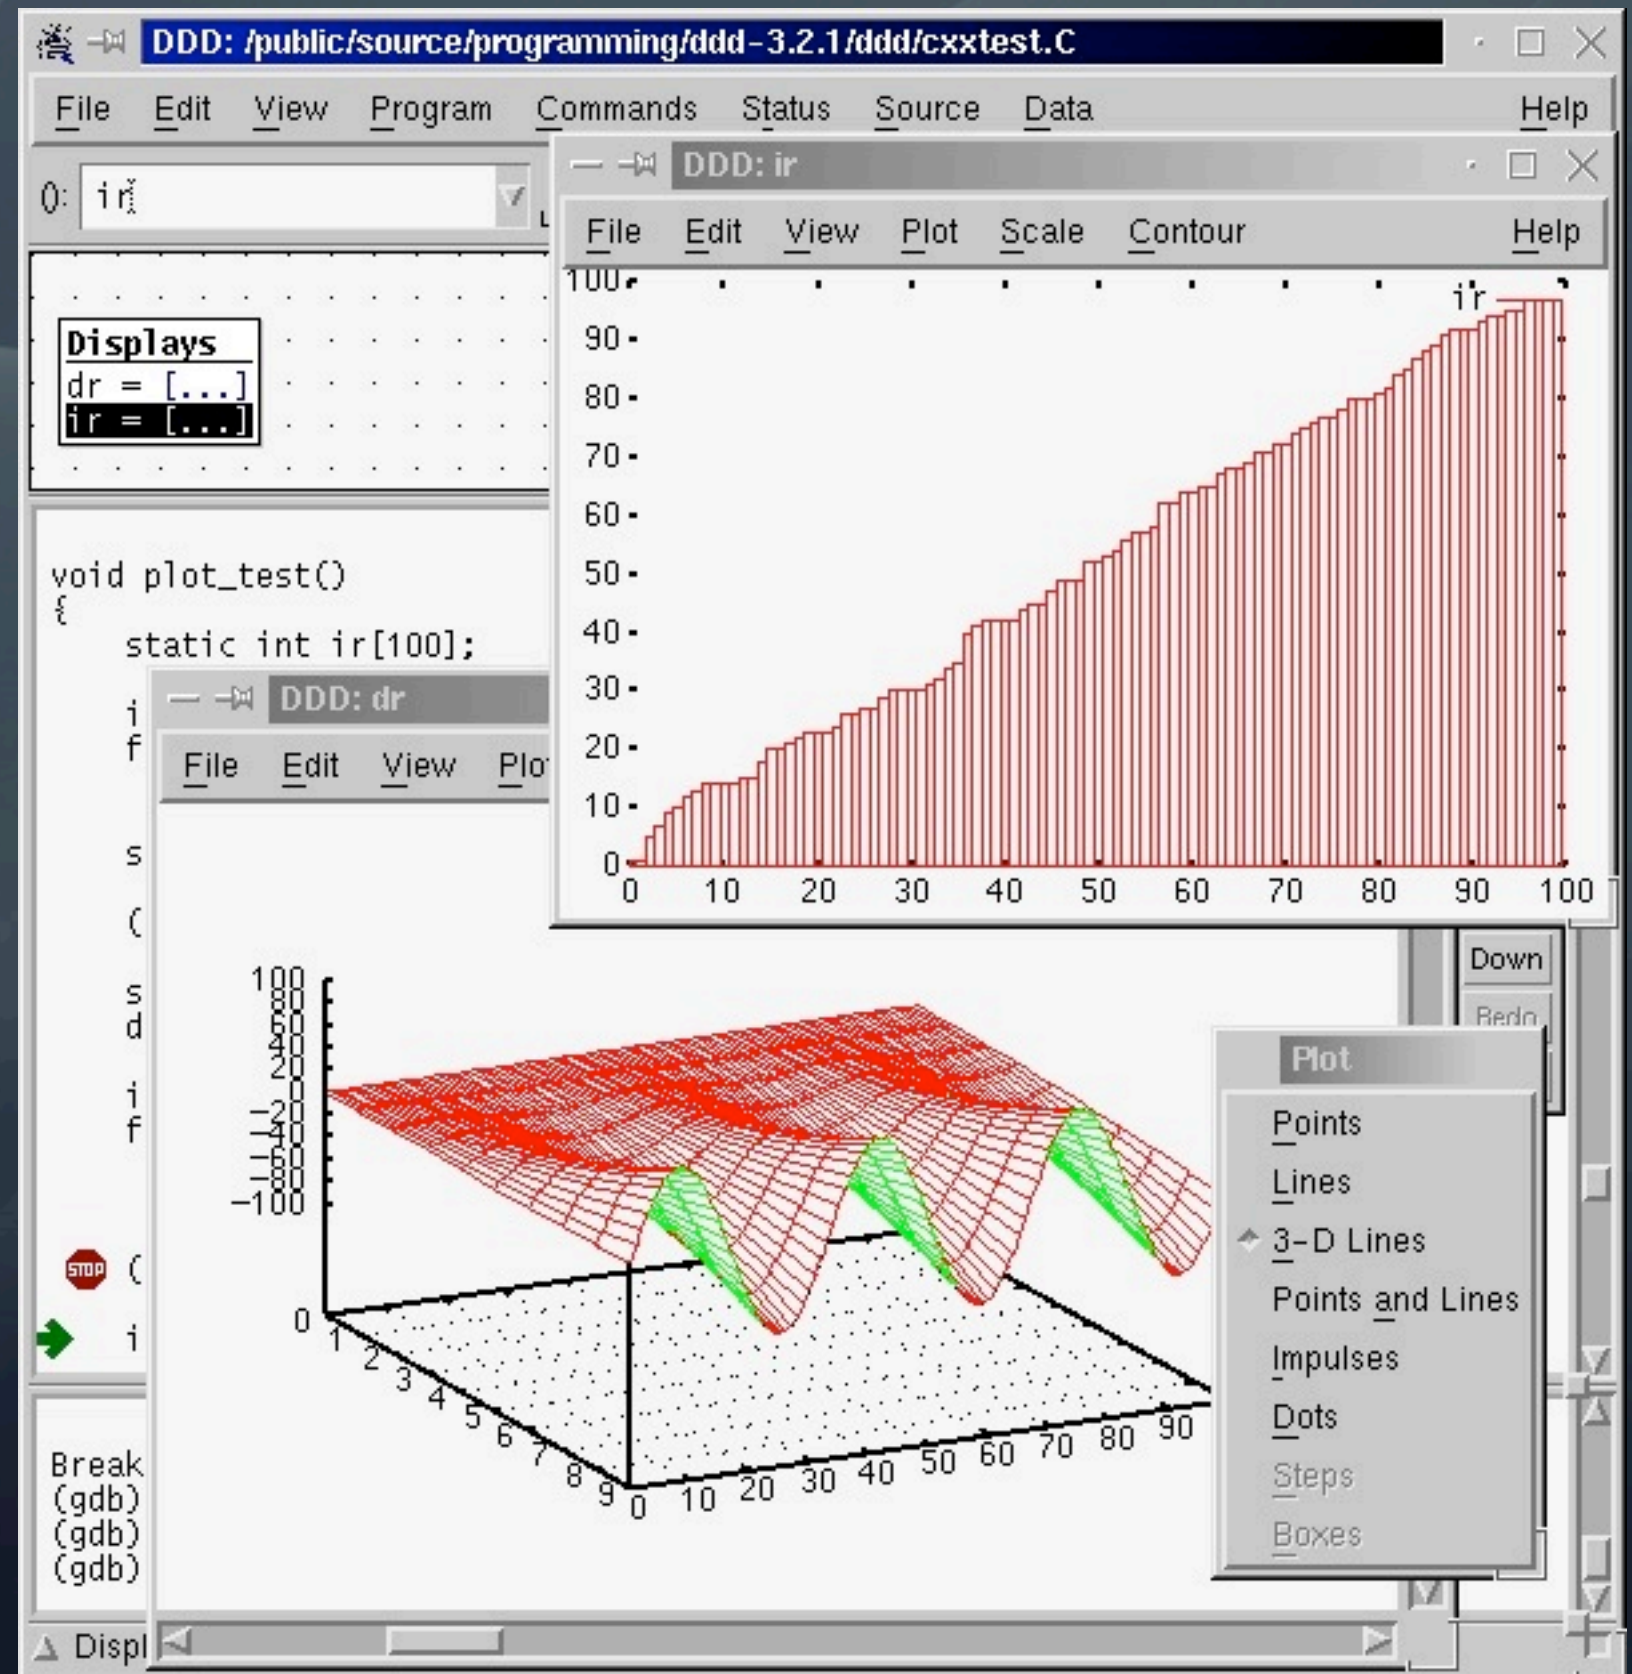 DDD: /public/source/programming/ddd-3.2.1/ddd/cxxtest.C
File Edit View Program Commands Status Source Data Help
(): ir
Displays
dr = [...]
ir = [...]
void plot_test()
{
static int ir[100];
i
f
s
(
s
d
i
f
(
i
Break
(gdb)
(gdb)
(gdb)
Displ
DDD: ir
File Edit View Plot Scale Contour Help
ir
100
90
80
70
60
50
40
30
20
10
0
0 10 20 30 40 50 60 70 80 90 100
DDD: dr
File Edit View Plo
100
80
60
40
20
0
-20
-40
-60
-80
-100
0 1 2 3 4 5 6 7 8 9
0 10 20 30 40 50 60 70 80 90
STOP
Down
Redo
Plot
Points
Lines
3-D Lines
Points and Lines
Impulses
Dots
Steps
Boxes